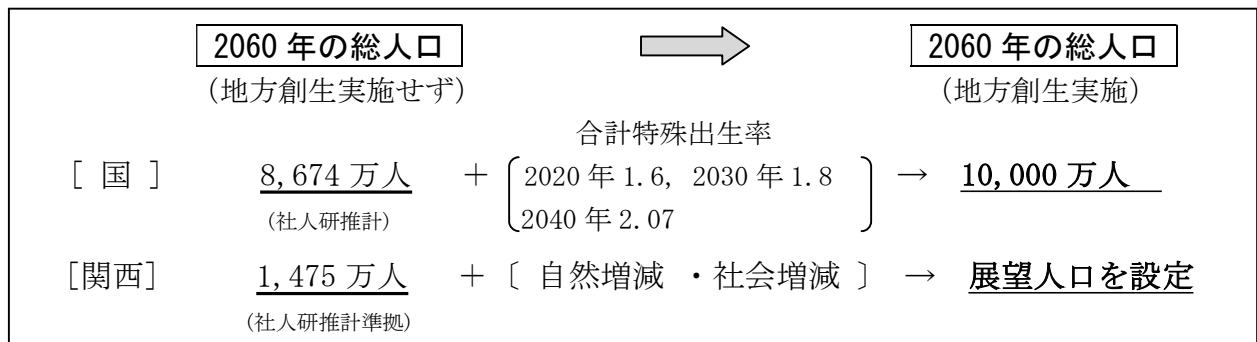 2060 年の総人口 2060 年の総人口
(地方創生実施せず) (地方創生実施)
合計特殊出生率
[ 国 ] 8,674 万人 + 2020 年 1.6, 2030 年 1.8 → 10,000 万人
(社人研推計) 2040 年 2.07
[関西] 1,475 万人 + 〔 自然増減 ・社会増減 〕 → 展望人口を設定
(社人研推計準拠)